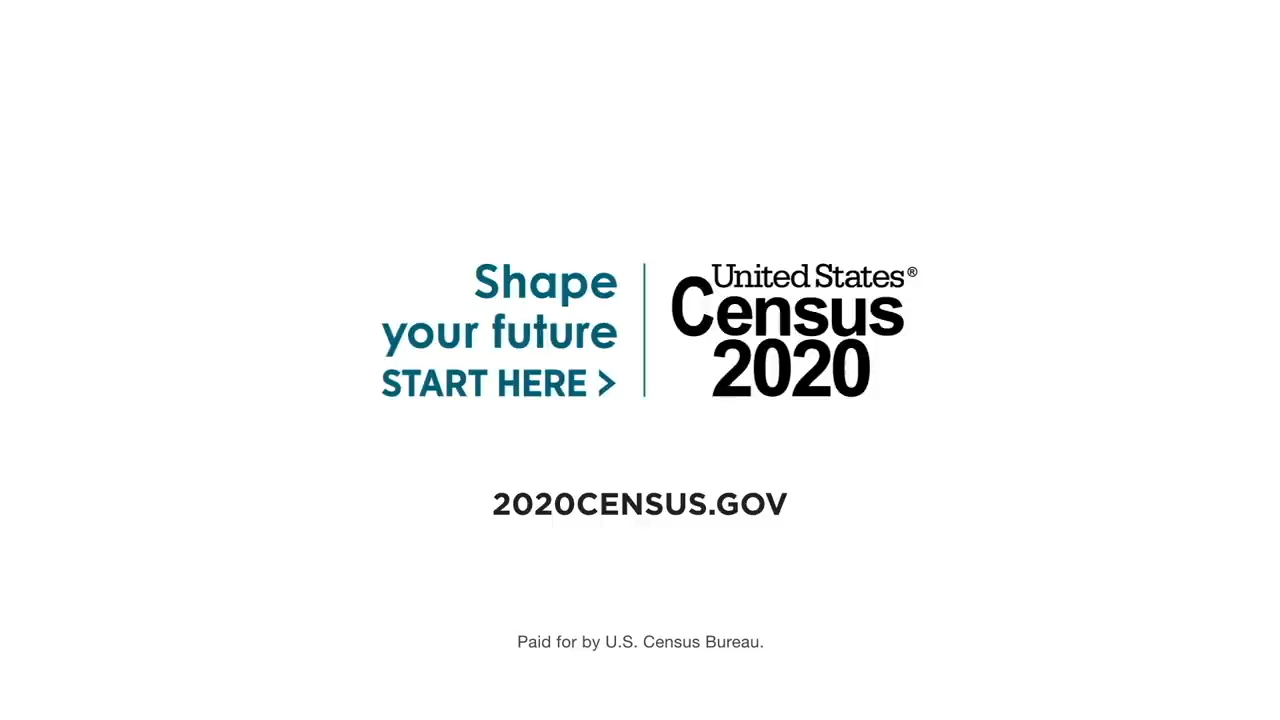 Shape
your future
START HERE >
United States®
Census
2020
2020CENSUS.GOV
Paid for by U.S. Census Bureau.